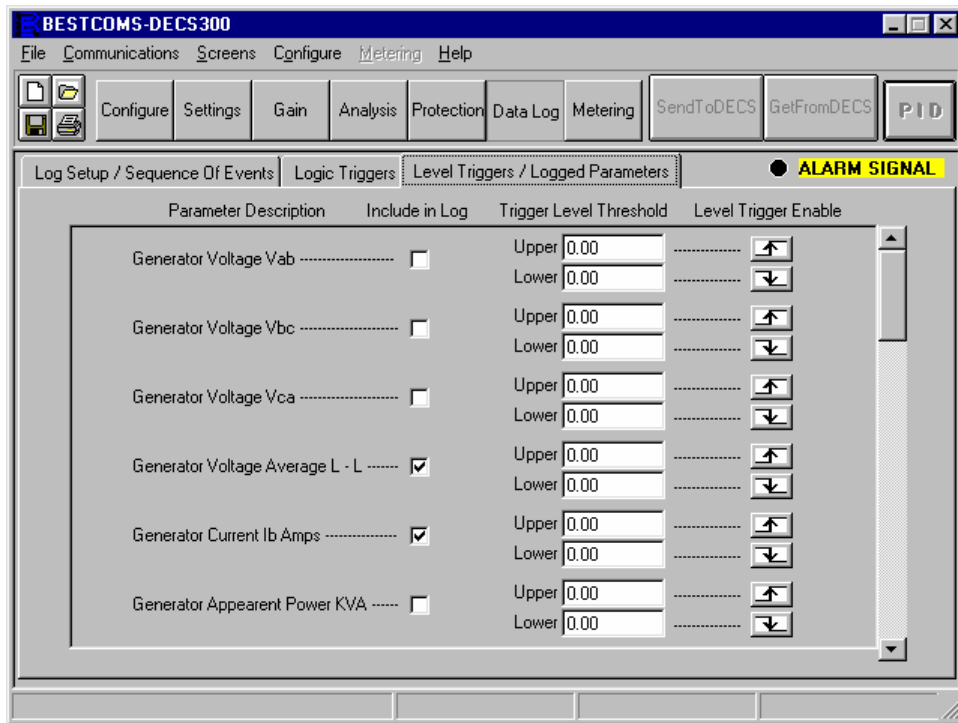 BESTCOMS-DECS300
File Communications Screens Configure Metering Help
Configure Settings Gain Analysis Protection Data Log Metering SendToDECS GetFromDECS PID
Log Setup / Sequence Of Events Logic Triggers Level Triggers / Logged Parameters ALARM SIGNAL
Parameter Description Include in Log Trigger Level Threshold Level Trigger Enable
Upper 0.00
Generator Voltage Vab
Lower 0.00
Upper 0.00
Generator Voltage Vbc
Lower 0.00
Upper 0.00
Generator Voltage Vca
Lower 0.00
Upper 0.00
Generator Voltage Average L - L
Lower 0.00
Upper 0.00
Generator Current Ib Amps
Lower 0.00
Upper 0.00
Generator Appearent Power KVA
Lower 0.00